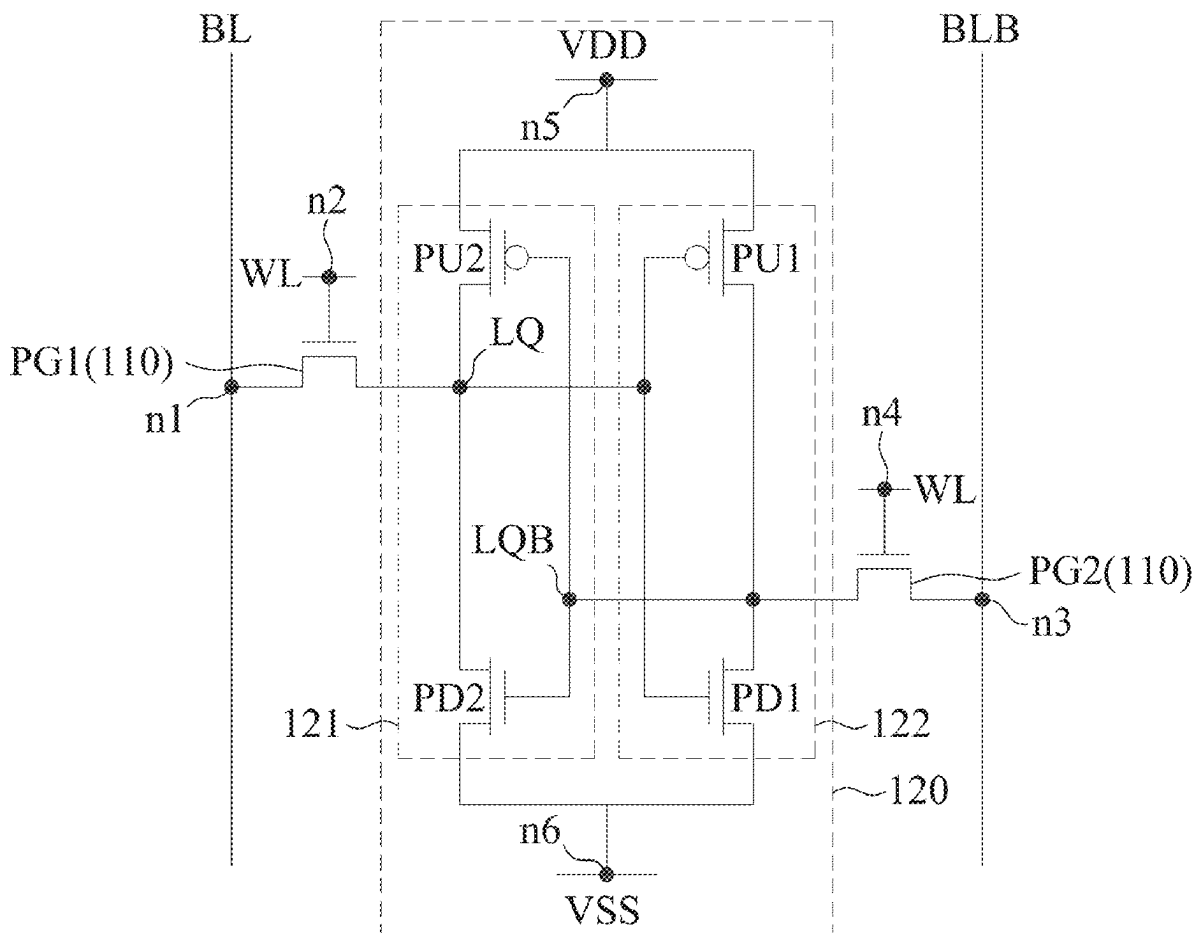 BL
VDD
BLB
n5
n2
WL
PU2
PU1
LQ
PG1(110)
n1
n4
WL
LQB
PG2(110)
n3
PD2
PD1
121
122
120
n6
VSS